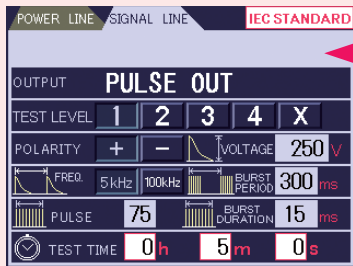 POWER LINE SIGNAL LINE IEC STANDARD
OUTPUT PULSE OUT
TEST LEVEL 1 2 3 4 X
POLARITY + − VOLTAGE 250 V
FREQ. 5kHz 100kHz BURST PERIOD 300 ms
PULSE 75 BURST DURATION 15 ms
TEST TIME 0 h 5 m 0 s